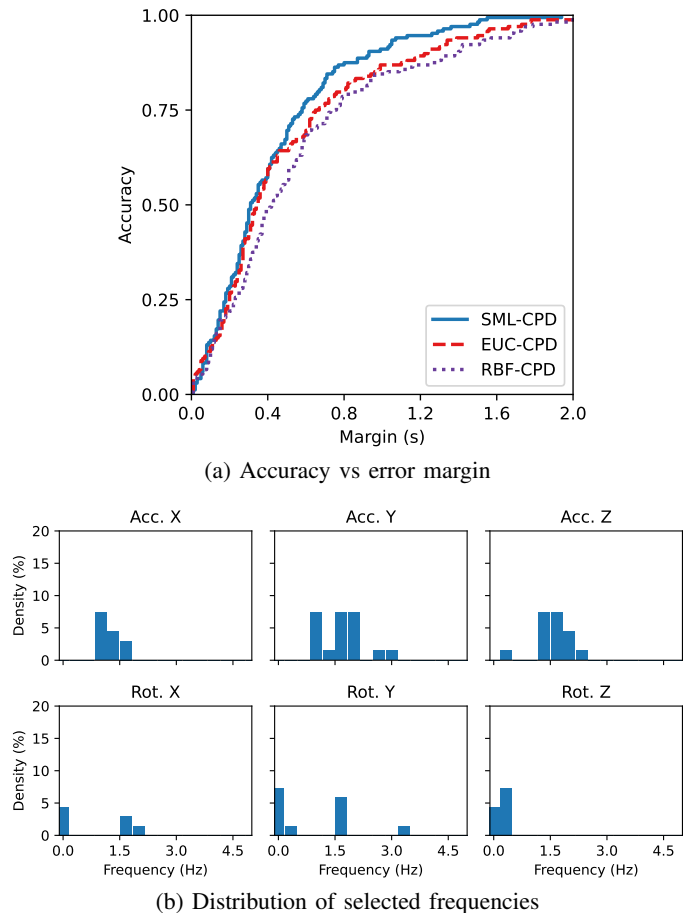 1.00
0.75
0.50
0.25
0.00
Accuracy
SML-CPD
EUC-CPD
RBF-CPD
0.0 0.4 0.8 1.2 1.6 2.0
Margin (s)
(a) Accuracy vs error margin
Acc. X Acc. Y Acc. Z
20
15
10
5
0
Density (%)
Rot. X Rot. Y Rot. Z
20
15
10
5
0
Density (%)
0.0 1.5 3.0 4.5 0.0 1.5 3.0 4.5 0.0 1.5 3.0 4.5
Frequency (Hz) Frequency (Hz) Frequency (Hz)
(b) Distribution of selected frequencies